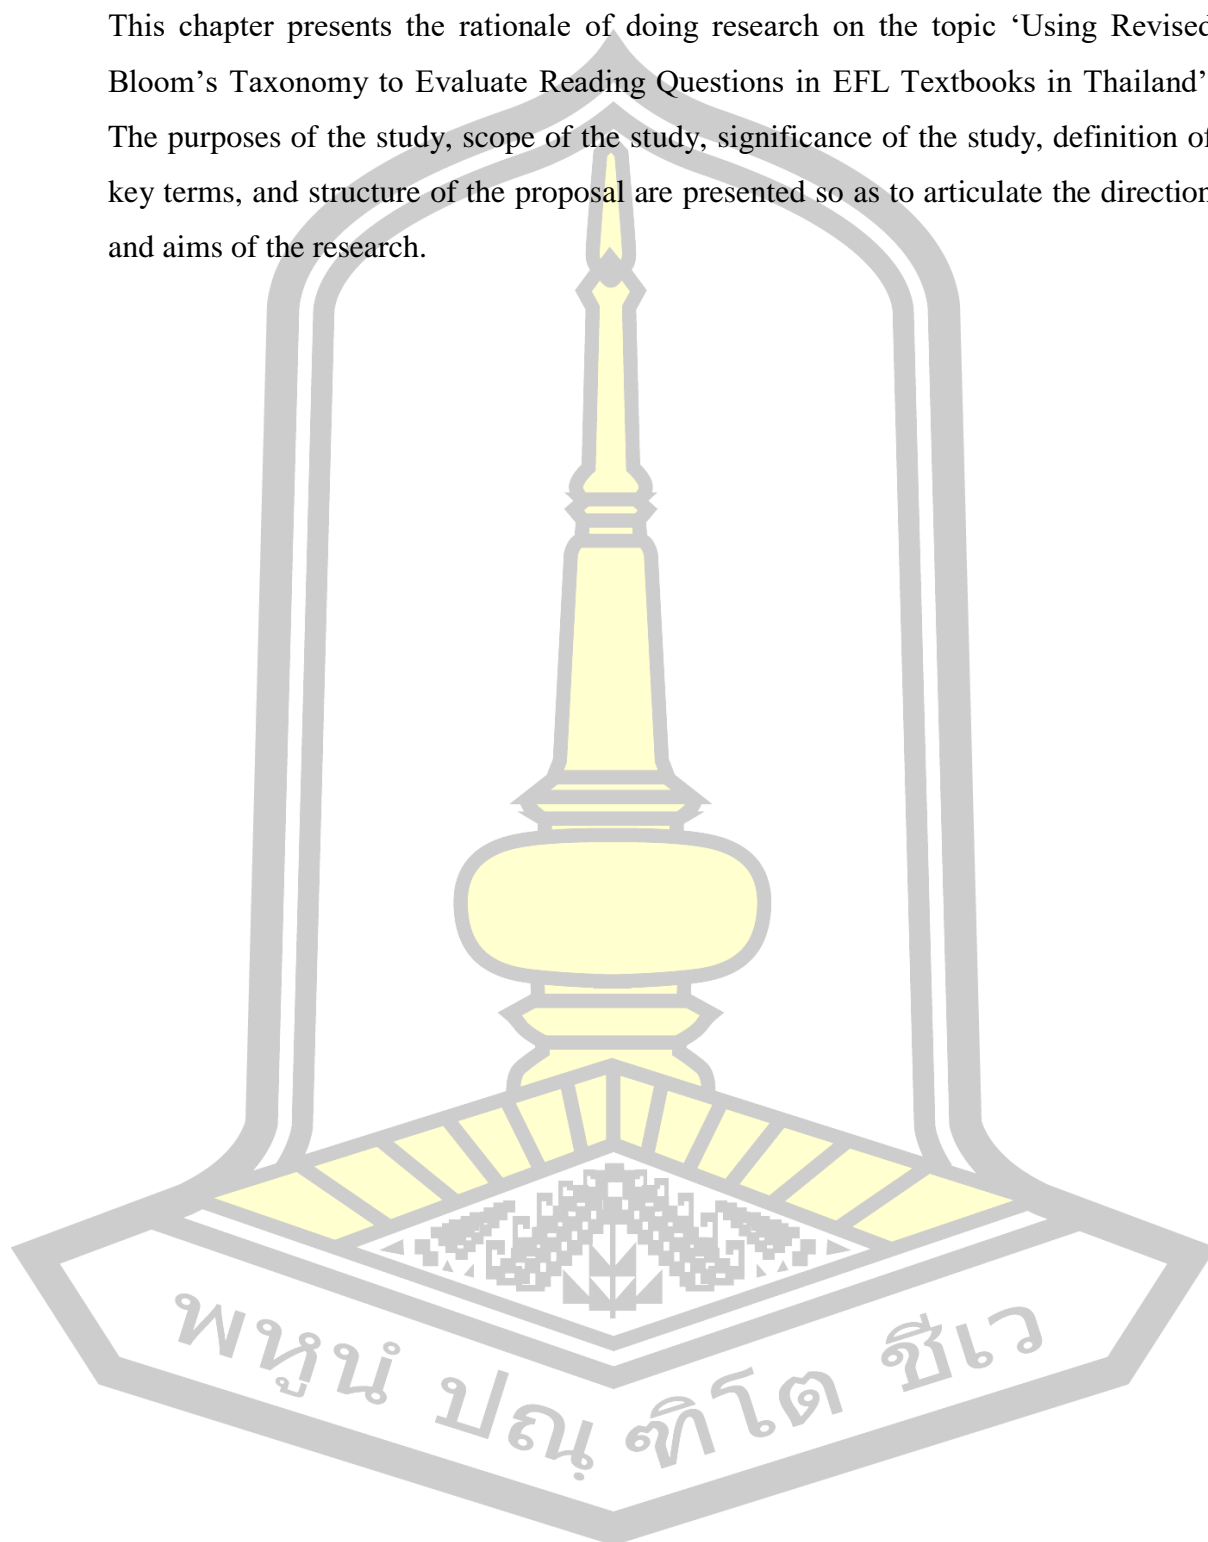 This chapter presents the rationale of doing research on the topic ‘Using Revised
Bloom’s Taxonomy to Evaluate Reading Questions in EFL Textbooks in Thailand’
The purposes of the study, scope of the study, significance of the study, definition of
key terms, and structure of the proposal are presented so as to articulate the direction
and aims of the research.
พหูนํ ปณฺฑิโต ชีเว